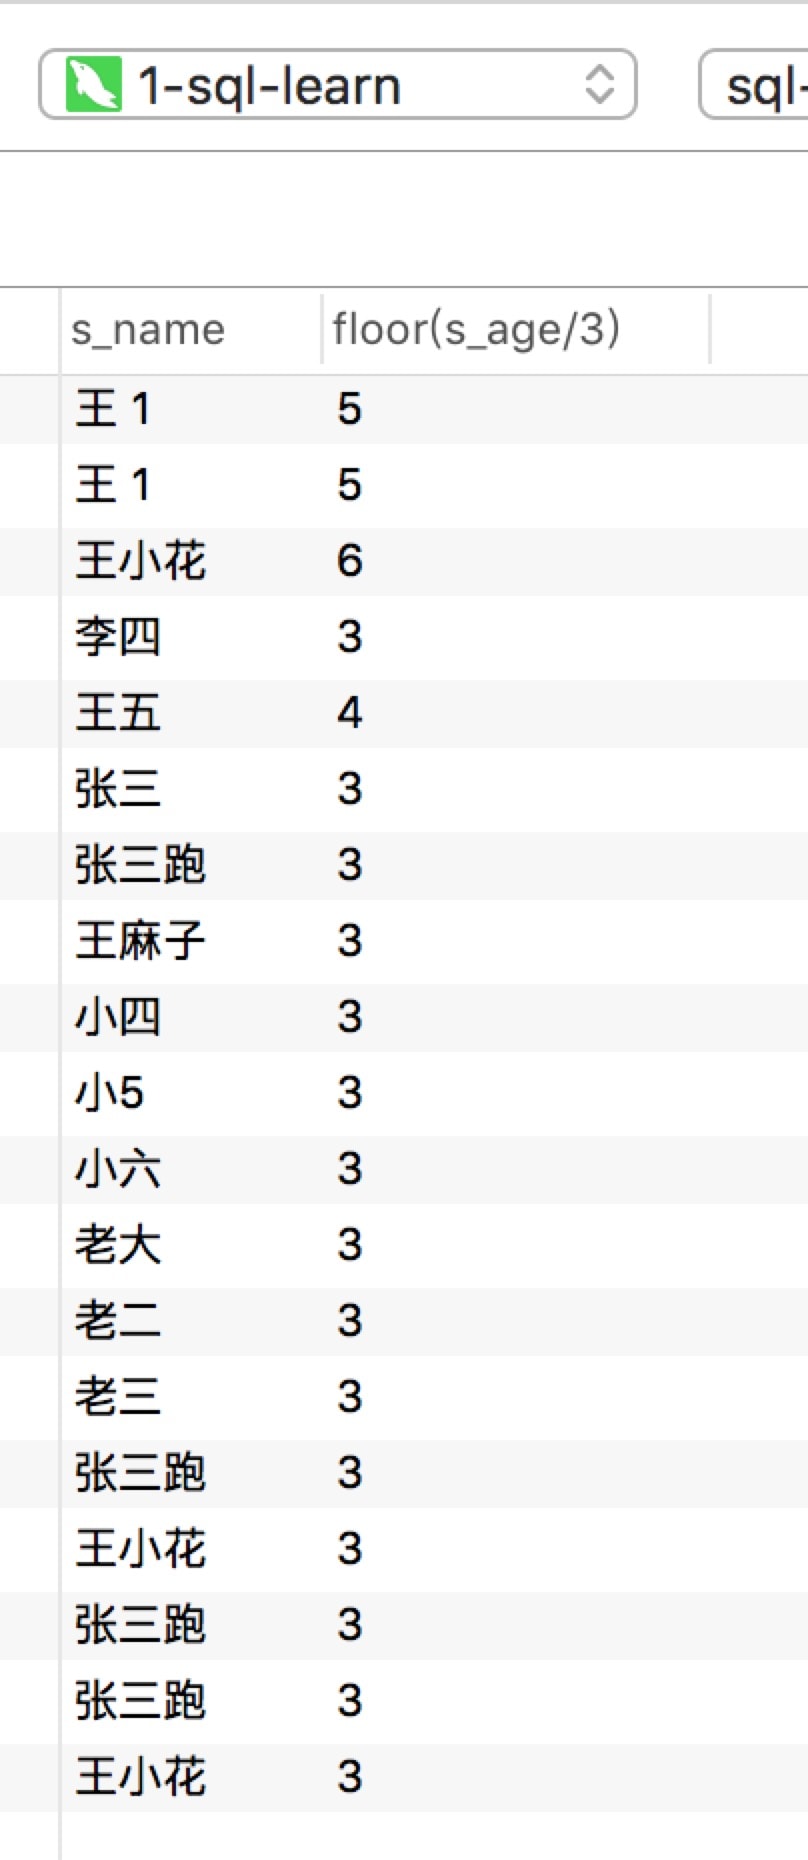 1-sql-learn sql-
s_name floor(s_age/3)
王 1 5
王 1 5
王小花 6
李四 3
王五 4
张三 3
张三跑 3
王麻子 3
小四 3
小5 3
小六 3
老大 3
老二 3
老三 3
张三跑 3
王小花 3
张三跑 3
张三跑 3
王小花 3